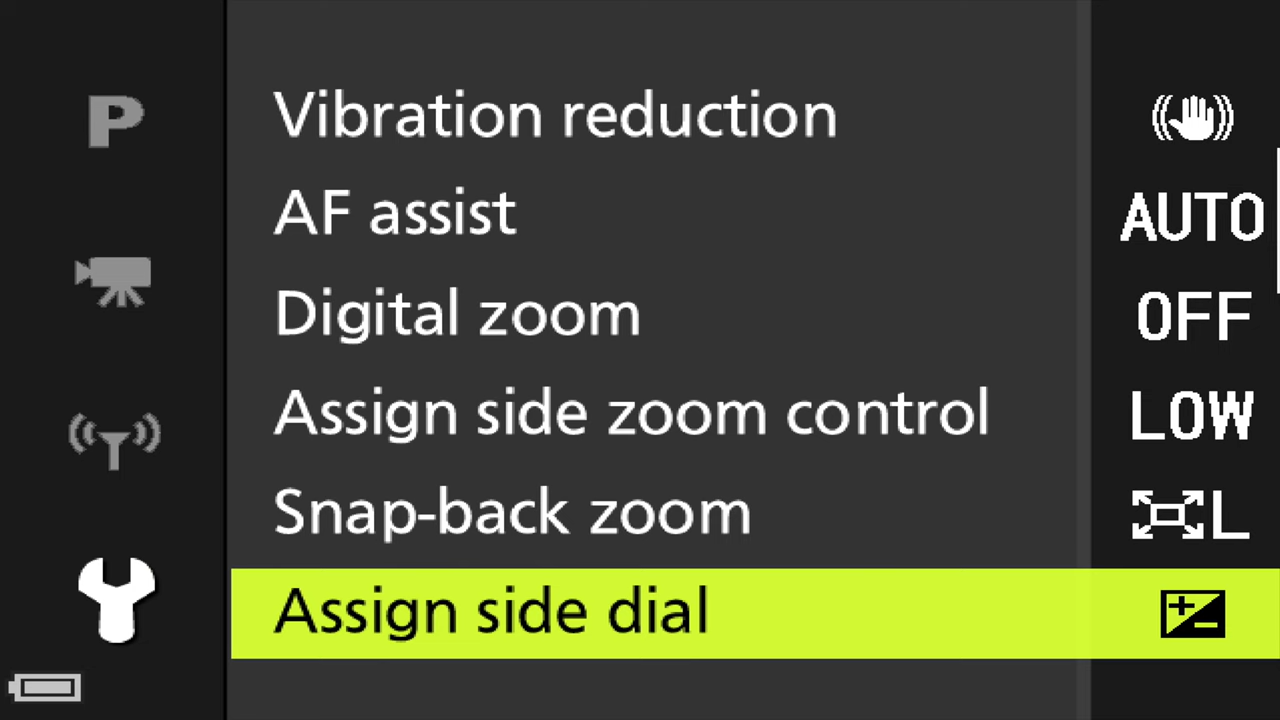 P
Vibration reduction
AF assist AUTO
Digital zoom OFF
Assign side zoom control LOW
Snap-back zoom L
Assign side dial